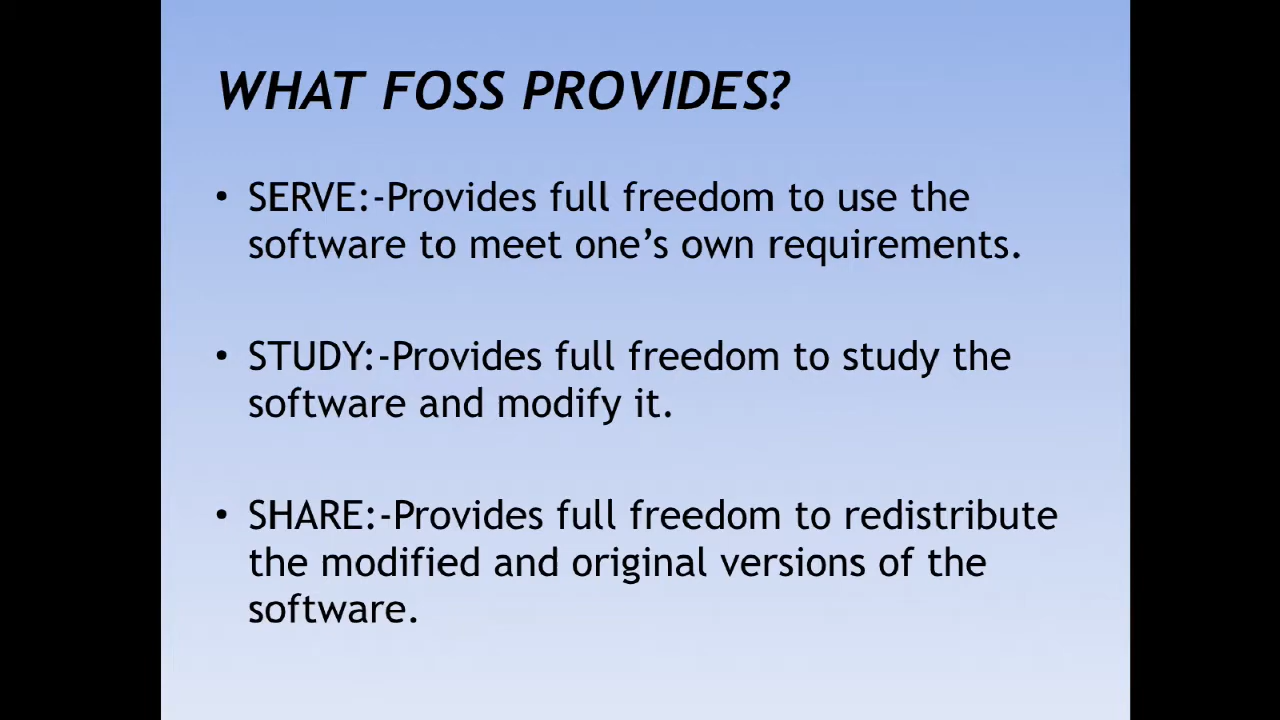 WHAT FOSS PROVIDES?
• SERVE:-Provides full freedom to use the
software to meet one’s own requirements.
• STUDY:-Provides full freedom to study the
software and modify it.
• SHARE:-Provides full freedom to redistribute
the modified and original versions of the
software.